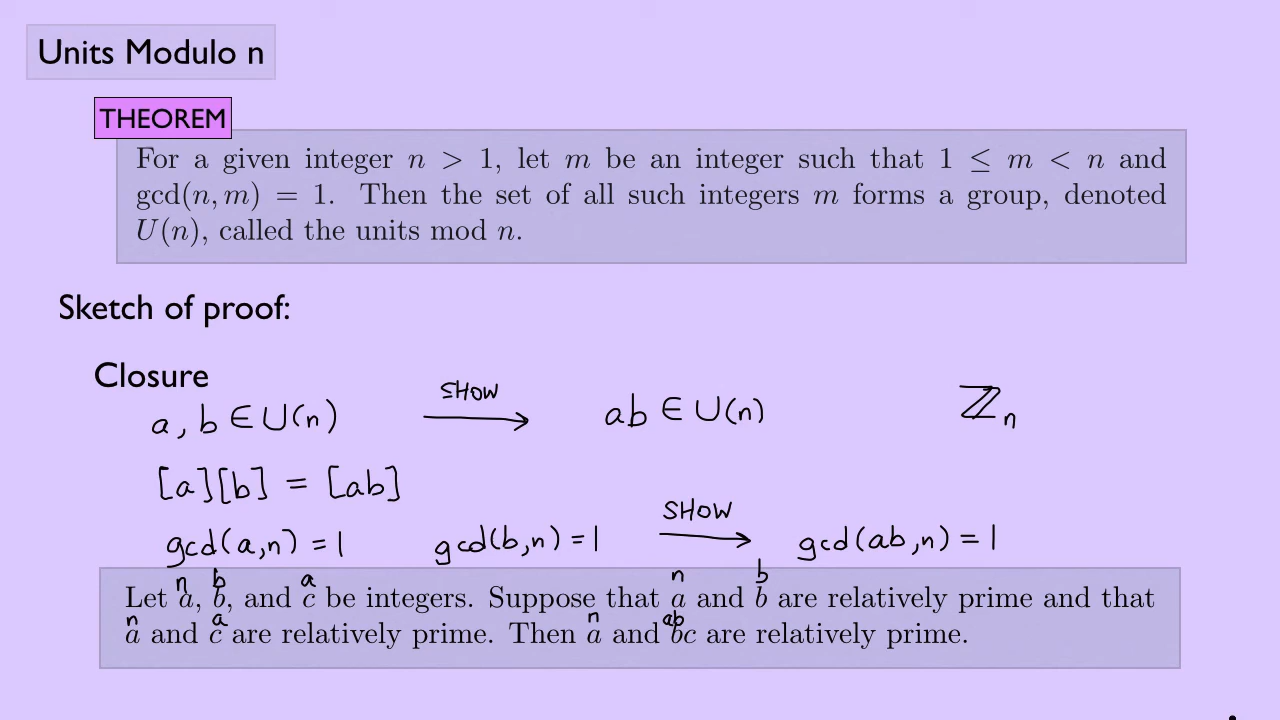 Units Modulo n
THEOREM
For a given integer n > 1, let m be an integer such that 1 ≤ m < n and
gcd(n, m) = 1. Then the set of all such integers m forms a group, denoted
U(n), called the units mod n.
Sketch of proof:
Closure
SHOW
a, b ∈ U(n) ⟶ ab ∈ U(n) ℤn
[a][b] = [ab]
SHOW
gcd(a,n) = 1 gcd(b,n) = 1 ⟶ gcd(ab,n) = 1
n b a n b
Let a, b, and c be integers. Suppose that a and b are relatively prime and that
n a n ab
a and c are relatively prime. Then a and bc are relatively prime.